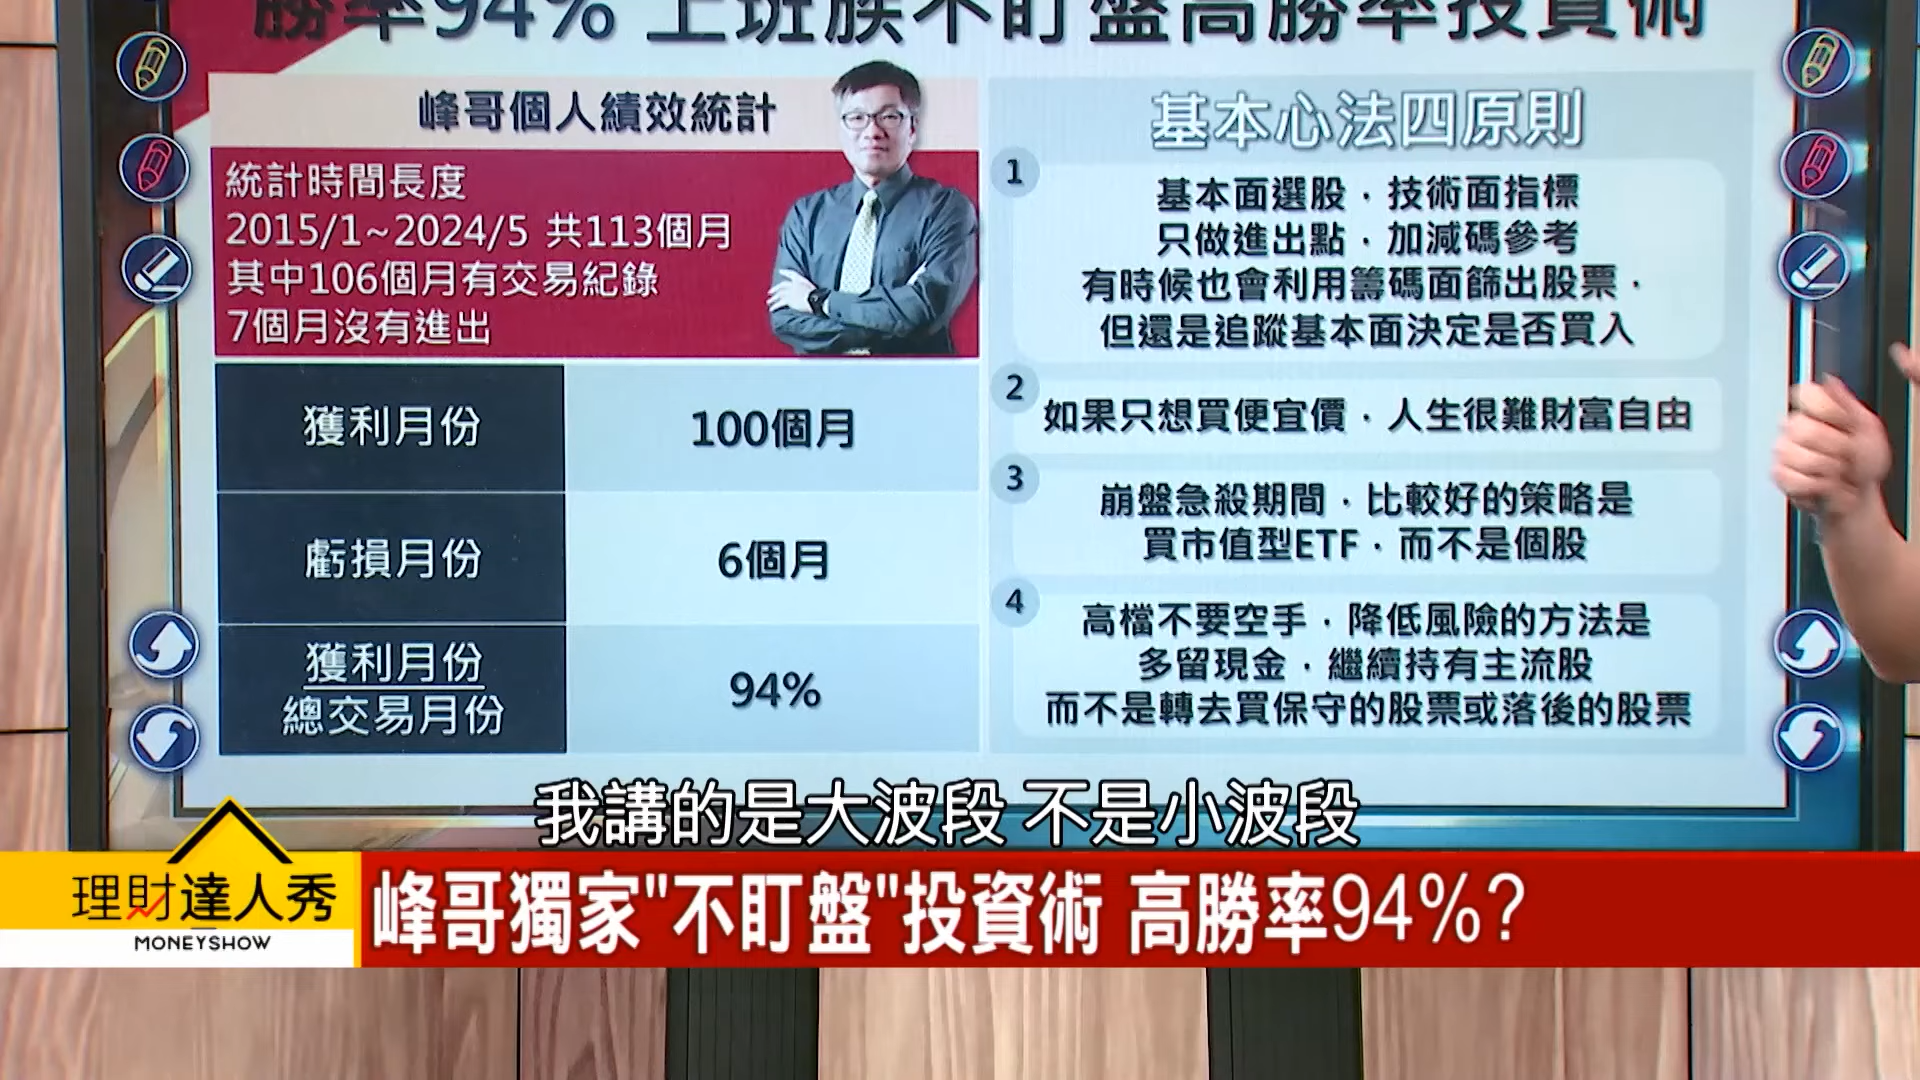 勝率94% 上班族不盯盤高勝率投資術
峰哥個人績效統計
統計時間長度
2015/1~2024/5 共113個月
其中106個月有交易紀錄
7個月沒有進出
獲利月份 100個月
虧損月份 6個月
獲利月份
總交易月份
94%
基本心法四原則
1
基本面選股，技術面指標
只做進出點，加減碼參考
有時候也會利用籌碼面篩出股票，
但還是追蹤基本面決定是否買入
2
如果只想買便宜價，人生很難財富自由
3
崩盤急殺期間，比較好的策略是
買市值型ETF，而不是個股
4
高檔不要空手，降低風險的方法是
多留現金，繼續持有主流股
而不是轉去買保守的股票或落後的股票
我講的是大波段 不是小波段
理財達人秀
MONEYSHOW
峰哥獨家"不盯盤"投資術 高勝率94%?